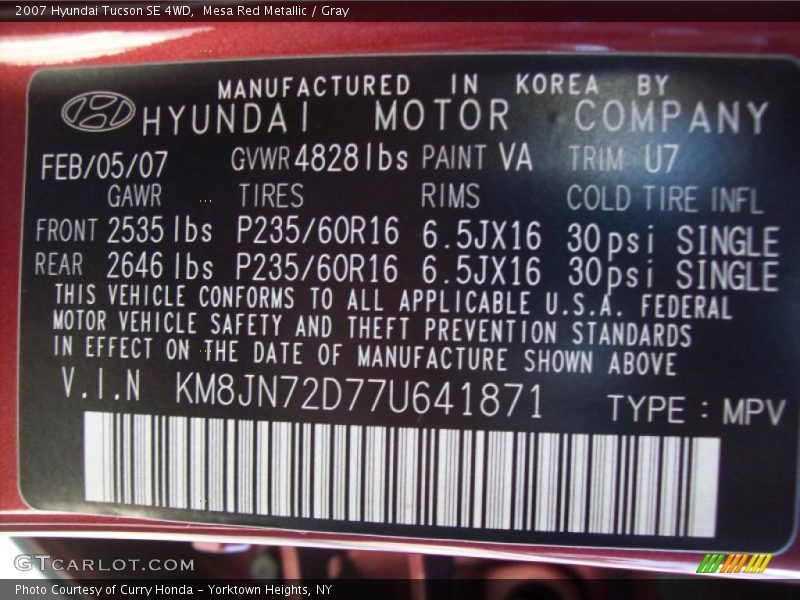 2007 Hyundai Tucson SE 4WD, Mesa Red Metallic / Gray
MANUFACTURED IN KOREA BY
HYUNDAI MOTOR COMPANY
FEB/05/07 GVWR 4828lbs PAINT VA TRIM U7
GAWR TIRES RIMS COLD TIRE INFL
FRONT 2535 lbs P235/60R16 6.5JX16 30psi SINGLE
REAR 2646 lbs P235/60R16 6.5JX16 30psi SINGLE
THIS VEHICLE CONFORMS TO ALL APPLICABLE U.S.A. FEDERAL
MOTOR VEHICLE SAFETY AND THEFT PREVENTION STANDARDS
IN EFFECT ON THE DATE OF MANUFACTURE SHOWN ABOVE
V.I.N KM8JN72D77U641871 TYPE : MPV
GTCARLOT.COM
Photo Courtesy of Curry Honda - Yorktown Heights, NY